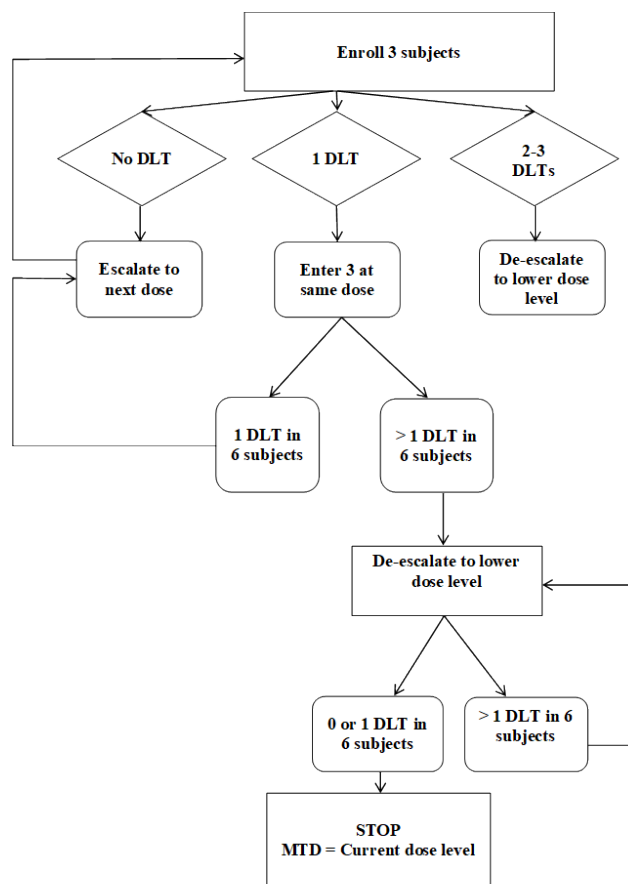 Enroll 3 subjects
No DLT
1 DLT
2-3
DLTs
Escalate to
next dose
Enter 3 at
same dose
De-escalate
to lower dose
level
1 DLT in
6 subjects
> 1 DLT in
6 subjects
De-escalate to lower
dose level
0 or 1 DLT in
6 subjects
> 1 DLT in 6
subjects
STOP
MTD = Current dose level